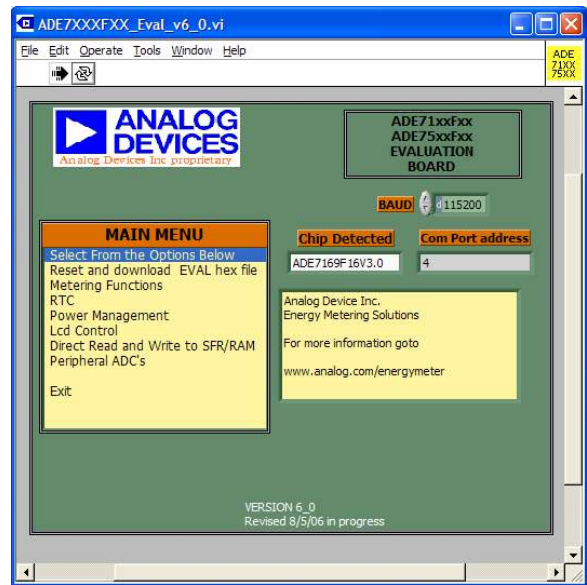 ADE7XXXFXX_Eval_v6_0.vi
File Edit Operate Tools Window Help
ADE
71XX
75XX
ANALOG
DEVICES
Analog Devices Inc proprietary
ADE71xxFxx
ADE75xxFxx
EVALUATION
BOARD
BAUD d 115200
MAIN MENU
Select From the Options Below
Reset and download EVAL hex file
Metering Functions
RTC
Power Management
Lcd Control
Direct Read and Write to SFR/RAM
Peripheral ADC's
Exit
Chip Detected
Com Port address
ADE7169F16V3.0
4
Analog Device Inc.
Energy Metering Solutions
For more information goto
www.analog.com/energymeter
VERSION 6_0
Revised 8/5/06 in progress